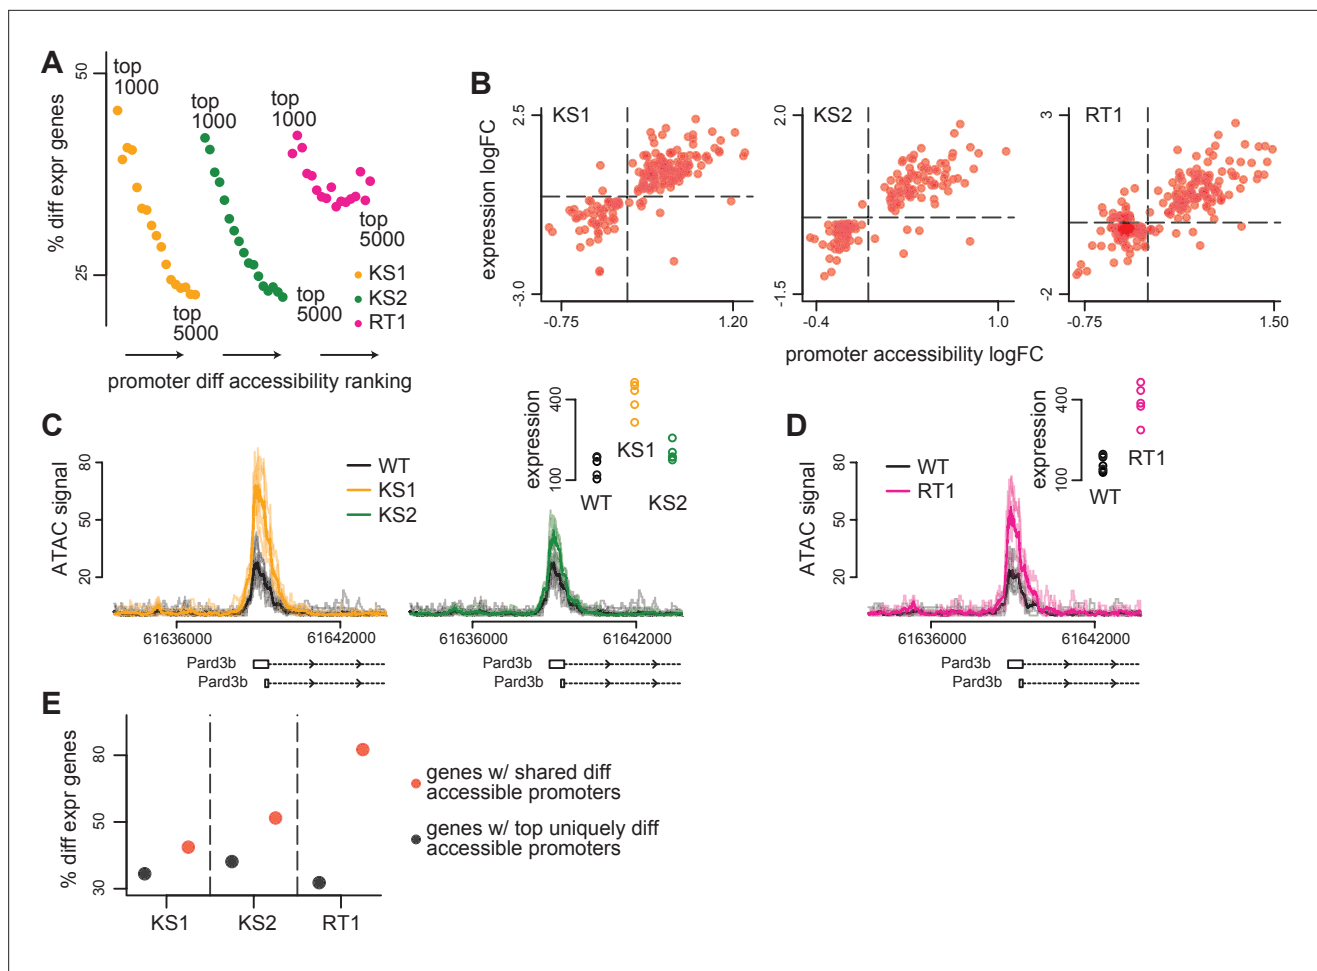 A
% diff expr genes
50
25
top
1000
top
1000
top
1000
top
5000
top
5000
top
5000
KS1
KS2
RT1
promoter diff accessibility ranking
B
expression logFC
2.5
-3.0
KS1
-0.75
1.20
2.0
-1.5
KS2
-0.4
1.0
3
-2
RT1
-0.75
1.50
promoter accessibility logFC
C
ATAC signal
80
50
20
WT
KS1
KS2
61636000
61642000
Pard3b
Pard3b
expression
400
100
WT
KS1
KS2
61636000
61642000
Pard3b
Pard3b
D
ATAC signal
80
50
20
WT
RT1
expression
400
100
WT
RT1
61636000
61642000
Pard3b
Pard3b
E
% diff expr genes
80
50
30
KS1
KS2
RT1
genes w/ shared diff
accessible promoters
genes w/ top uniquely diff
accessible promoters